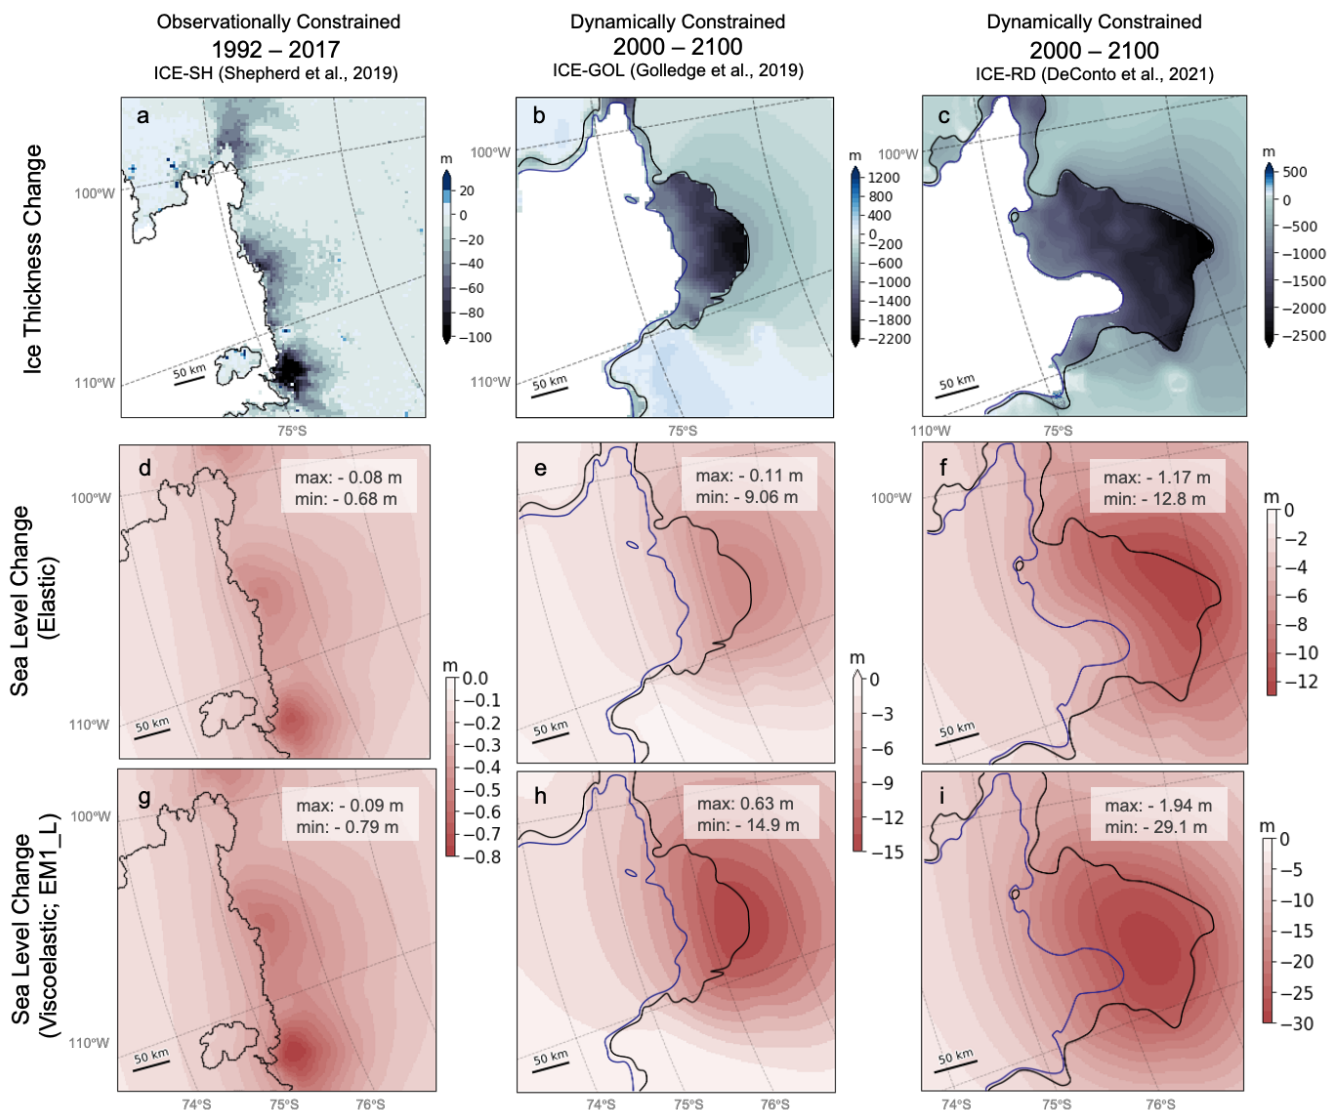 Observationally Constrained
1992 – 2017
ICE-SH (Shepherd et al., 2019)
Dynamically Constrained
2000 – 2100
ICE-GOL (Golledge et al., 2019)
Dynamically Constrained
2000 – 2100
ICE-RD (DeConto et al., 2021)
Ice Thickness Change
a
100°W
110°W
50 km
75°S
m
20
0
−20
−40
−60
−80
−100
b
100°W
110°W
50 km
75°S
m
1200
800
400
0
−200
−600
−1000
−1400
−1800
−2200
c
100°W
110°W
50 km
75°S
m
500
0
−500
−1000
−1500
−2000
−2500
Sea Level Change
(Elastic)
d
max: - 0.08 m
min: - 0.68 m
100°W
110°W
50 km
e
max: - 0.11 m
min: - 9.06 m
50 km
f
max: - 1.17 m
min: - 12.8 m
100°W
50 km
m
0
−2
−4
−6
−8
−10
−12
m
0.0
−0.1
−0.2
−0.3
−0.4
−0.5
−0.6
−0.7
−0.8
m
0
−3
−6
−9
−12
−15
Sea Level Change
(Viscoelastic; EM1_L)
g
max: - 0.09 m
min: - 0.79 m
100°W
110°W
50 km
74°S
75°S
76°S
h
max: 0.63 m
min: - 14.9 m
50 km
74°S
75°S
76°S
i
max: - 1.94 m
min: - 29.1 m
50 km
74°S
75°S
76°S
m
0
−5
−10
−15
−20
−25
−30